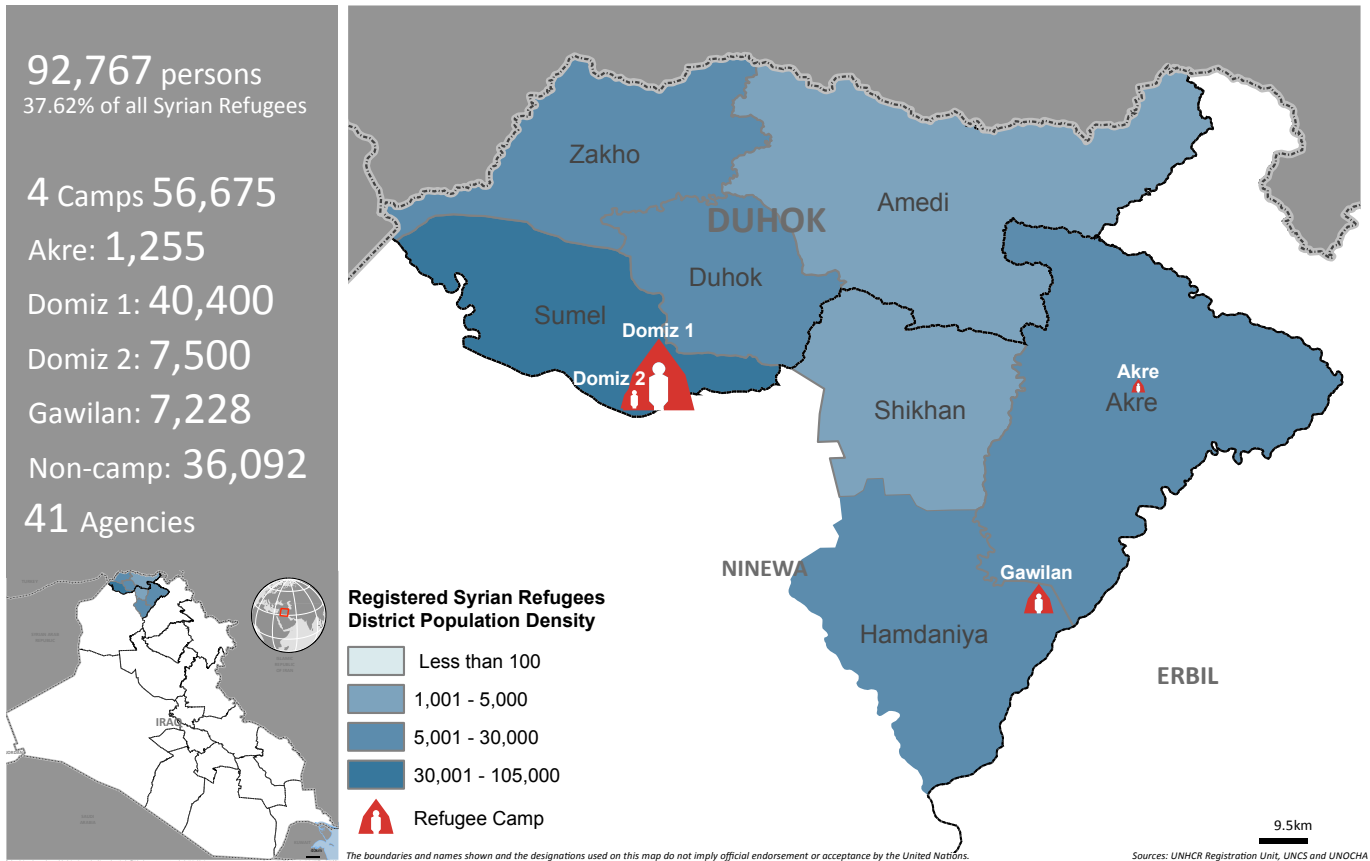 92,767 persons
37.62% of all Syrian Refugees
4 Camps 56,675
Akre: 1,255
Domiz 1: 40,400
Domiz 2: 7,500
Gawilan: 7,228
Non-camp: 36,092
41 Agencies
IRAQ
Zakho
Amedi
DUHOK
Duhok
Sumel
Domiz 1
Domiz 2
Akre
Akre
Shikhan
NINEWA
Gawilan
Hamdaniya
ERBIL
Registered Syrian Refugees
District Population Density
Less than 100
1,001 - 5,000
5,001 - 30,000
30,001 - 105,000
Refugee Camp
9.5km
The boundaries and names shown and the designations used on this map do not imply official endorsement or acceptance by the United Nations.
Sources: UNHCR Registration Unit, UNCS and UNOCHA